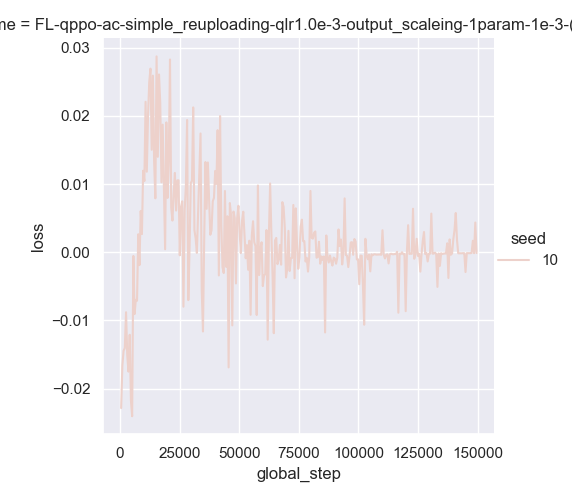 me = FL-qppo-ac-simple_reuploading-qlr1.0e-3-output_scaleing-1param-1e-3-(
0.03
0.02
0.01
0.00
−0.01
−0.02
loss
0 25000 50000 75000 100000 125000 150000
global_step
seed
10